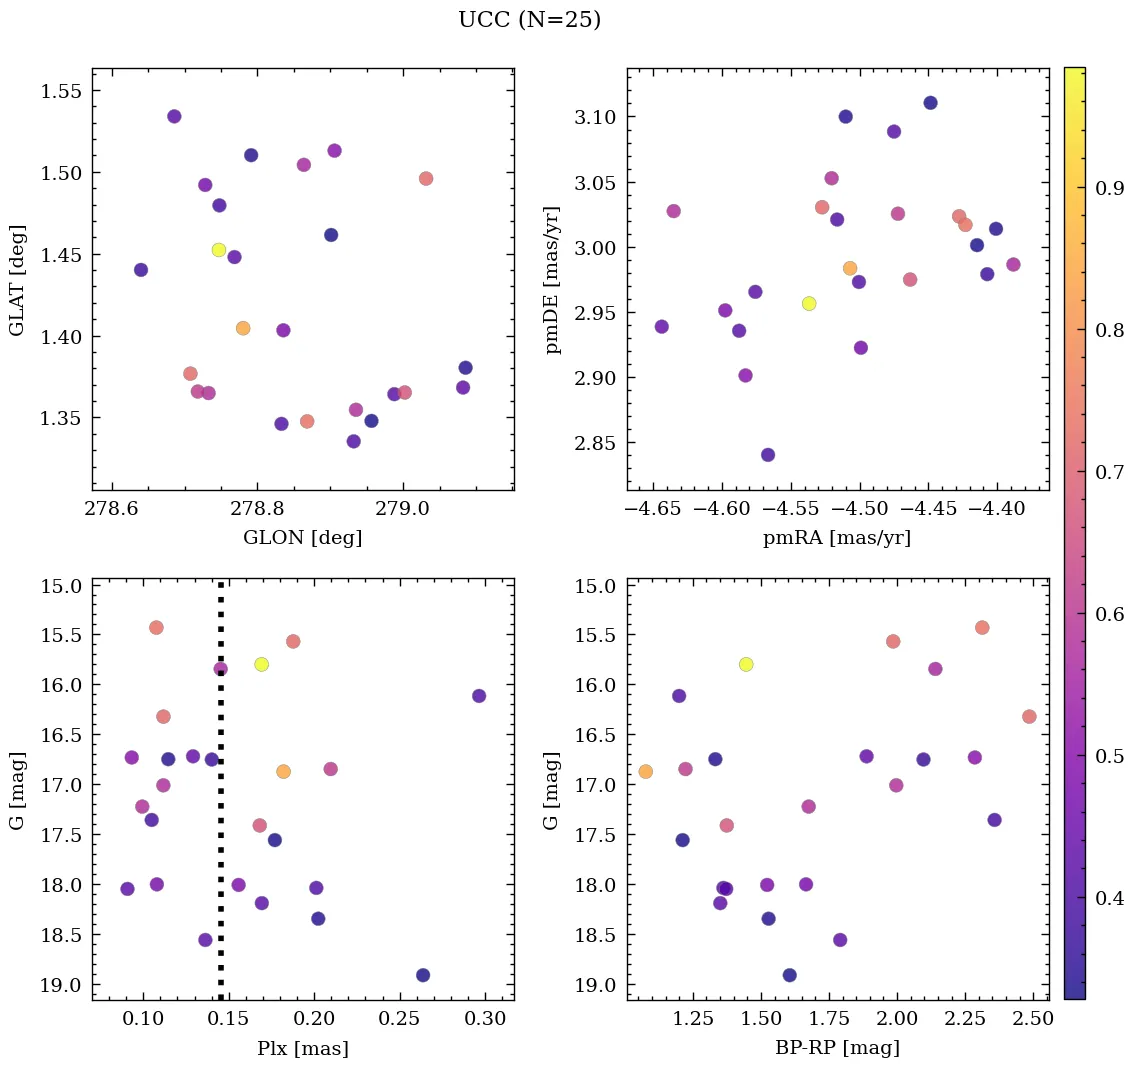 UCC (N=25)
1.55
1.50
1.45
1.40
1.35
GLAT [deg]
278.6 278.8 279.0
GLON [deg]
3.10
3.05
3.00
2.95
2.90
2.85
pmDE [mas/yr]
−4.65 −4.60 −4.55 −4.50 −4.45 −4.40
pmRA [mas/yr]
15.0
15.5
16.0
16.5
17.0
17.5
18.0
18.5
19.0
G [mag]
0.10 0.15 0.20 0.25 0.30
Plx [mas]
15.0
15.5
16.0
16.5
17.0
17.5
18.0
18.5
19.0
G [mag]
1.25 1.50 1.75 2.00 2.25 2.50
BP-RP [mag]
0.9
0.8
0.7
0.6
0.5
0.4